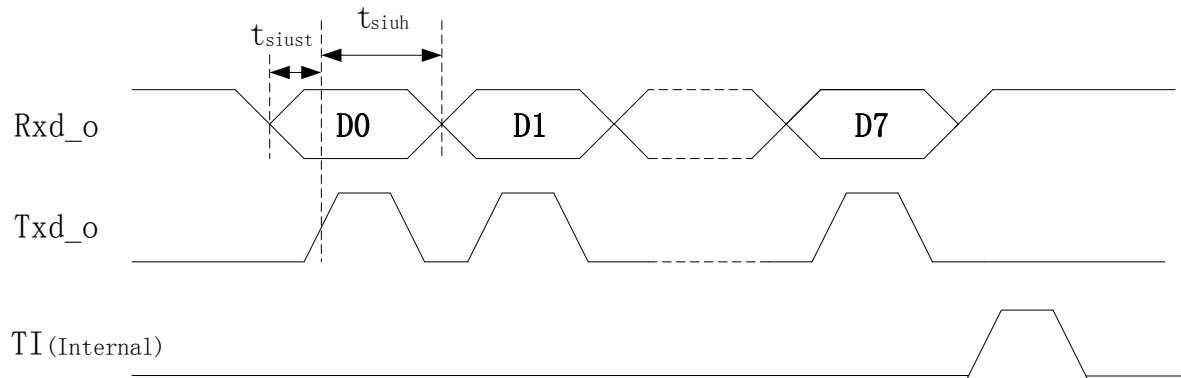 tsiust tsiuh
Rxd_o D0 D1 D7
Txd_o
TI(Internal)